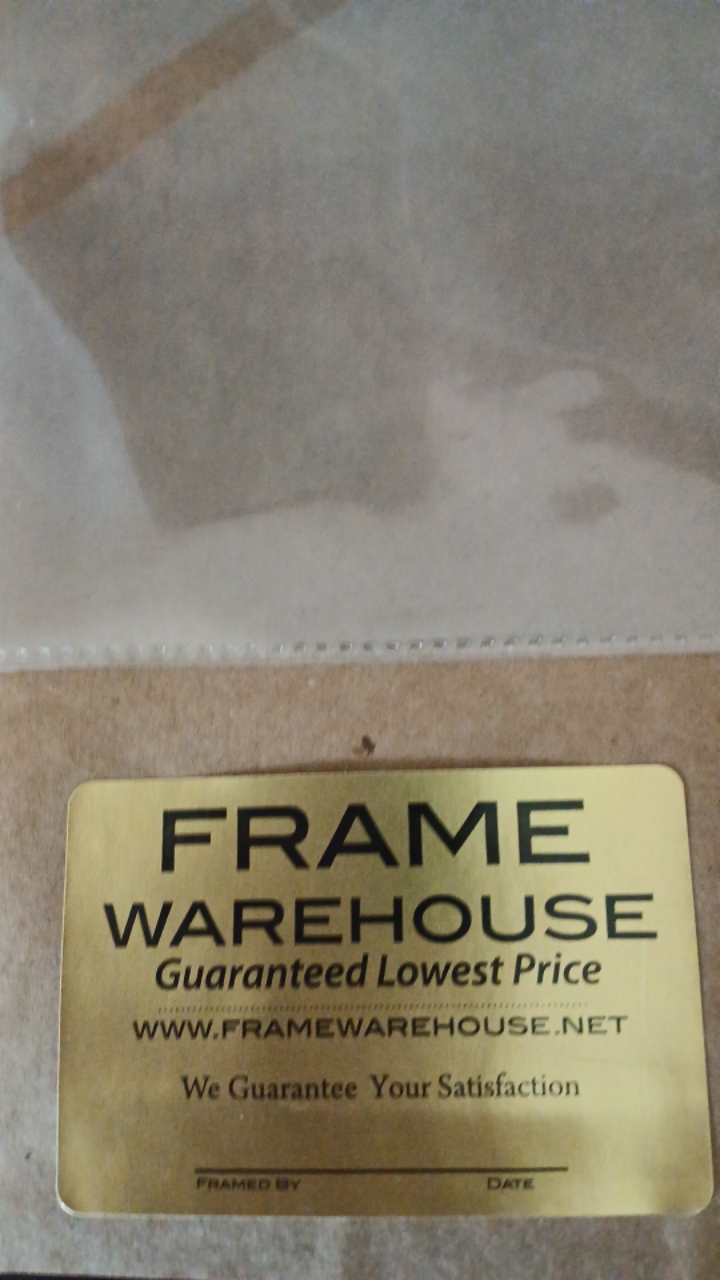 FRAME
WAREHOUSE
Guaranteed Lowest Price
WWW.FRAMEWAREHOUSE.NET
We Guarantee Your Satisfaction
FRAMED BY DATE